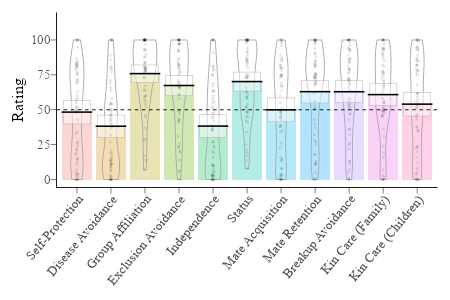 Rating
100
75
50
25
0
Self-Protection
Disease Avoidance
Group Affiliation
Exclusion Avoidance
Independence
Status
Mate Acquisition
Mate Retention
Breakup Avoidance
Kin Care (Family)
Kin Care (Children)